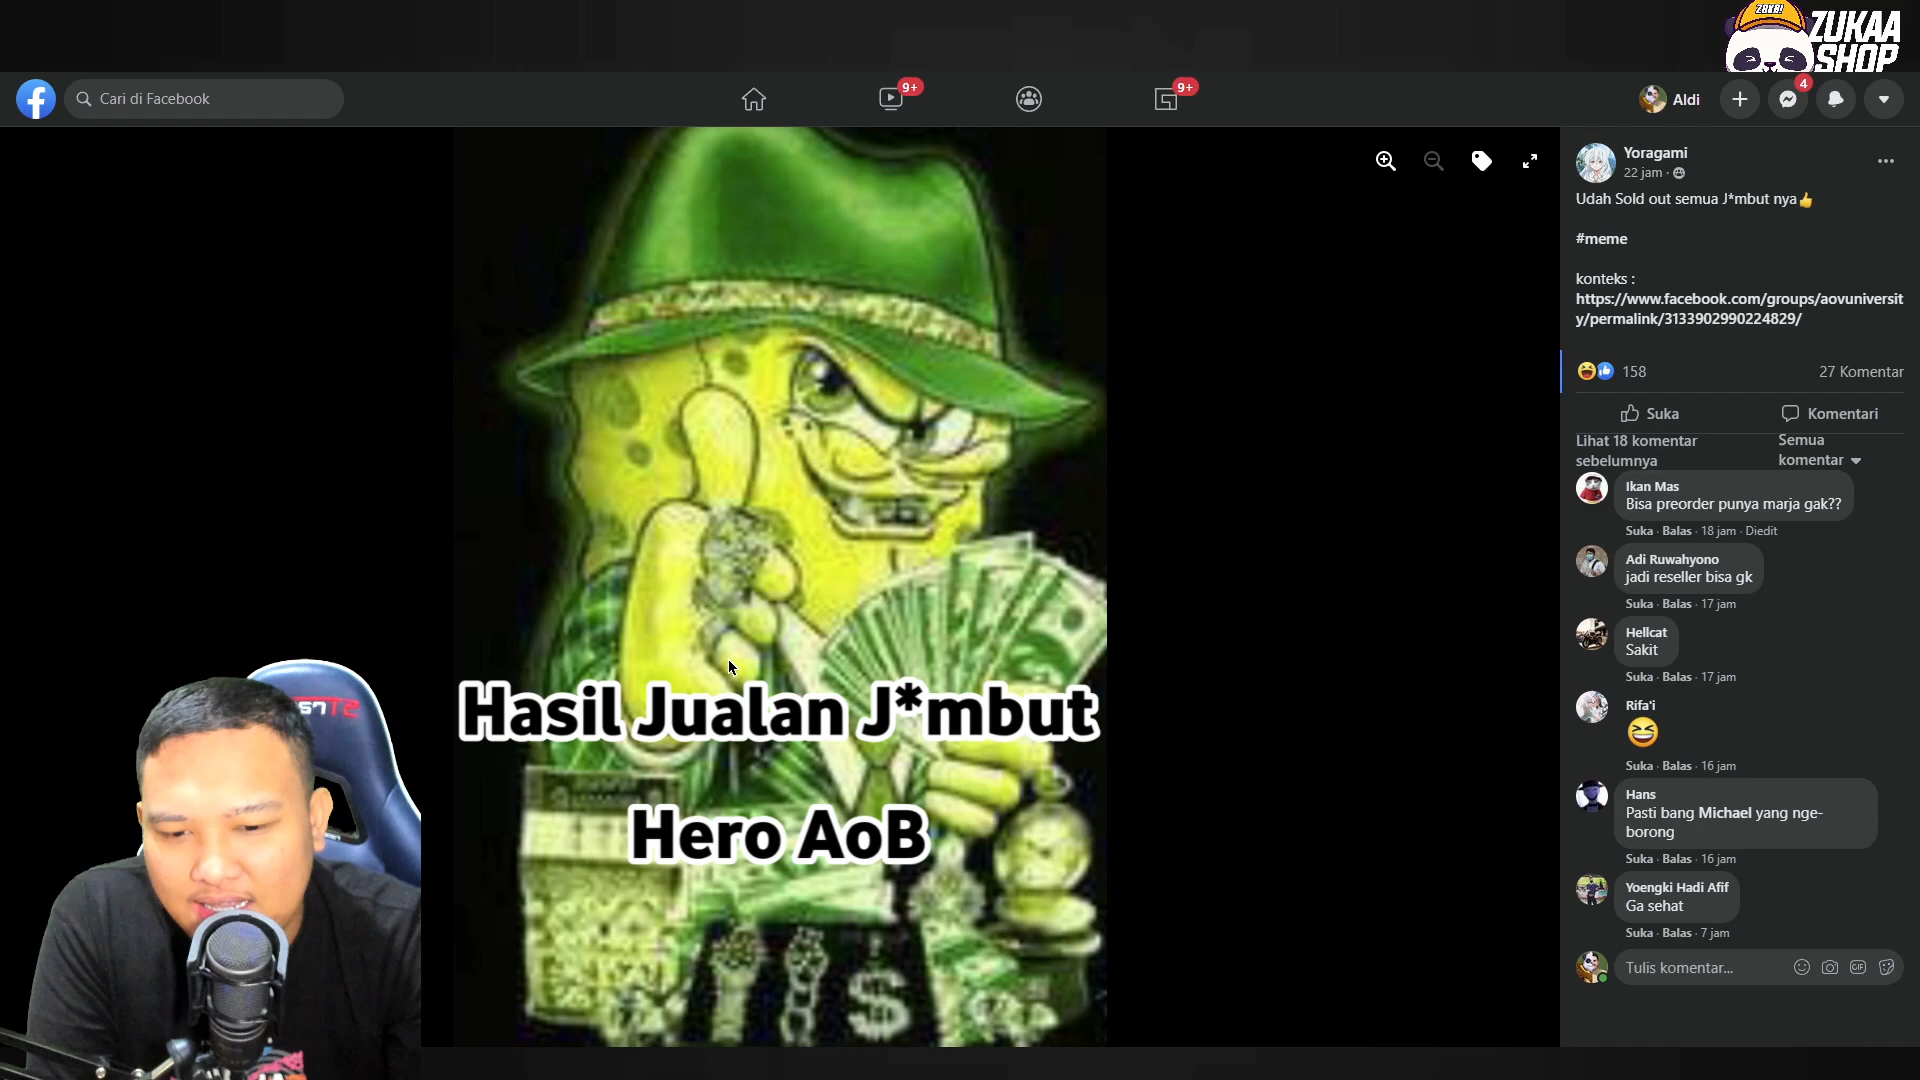 ZBKB!
ZUKAA
SHOP
Cari di Facebook
9+
9+
Aldi
4
Yoragami
22 jam ·
Udah Sold out semua J*mbut nya👍
#meme
konteks :
https://www.facebook.com/groups/aovuniversit
y/permalink/3133902990224829/
158
27 Komentar
Suka
Komentari
Lihat 18 komentar
sebelumnya
Semua
komentar
Ikan Mas
Bisa preorder punya marja gak??
Suka · Balas · 18 jam · Diedit
Adi Ruwahyono
jadi reseller bisa gk
Suka · Balas · 17 jam
Hellcat
Sakit
Suka · Balas · 17 jam
Rifa'i
😆
Suka · Balas · 16 jam
Hans
Pasti bang Michael yang nge-
borong
Suka · Balas · 16 jam
Yoengki Hadi Afif
Ga sehat
Suka · Balas · 7 jam
Tulis komentar...
GIF
Hasil Jualan J*mbut
Hero AoB
$